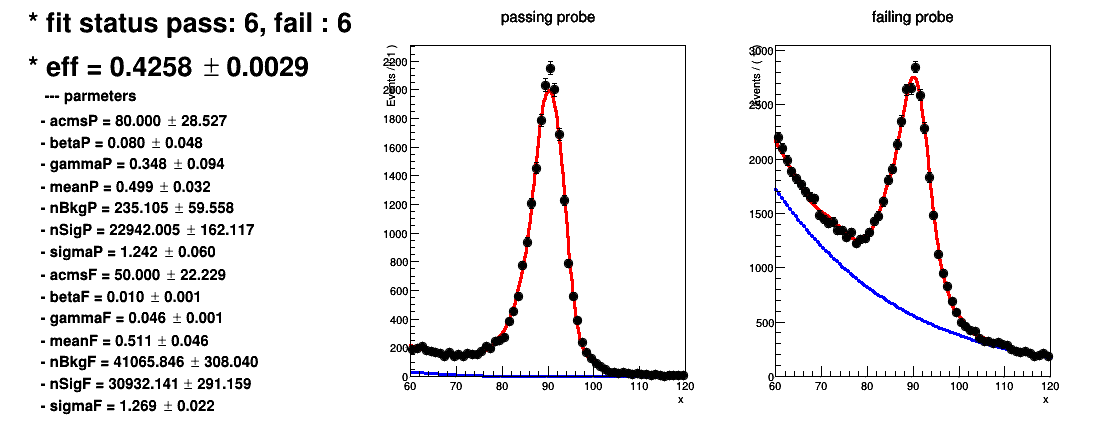 * fit status pass: 6, fail : 6
* eff = 0.4258 ± 0.0029
--- parmeters
- acmsP = 80.000 ± 28.527
- betaP = 0.080 ± 0.048
- gammaP = 0.348 ± 0.094
- meanP = 0.499 ± 0.032
- nBkgP = 235.105 ± 59.558
- nSigP = 22942.005 ± 162.117
- sigmaP = 1.242 ± 0.060
- acmsF = 50.000 ± 22.229
- betaF = 0.010 ± 0.001
- gammaF = 0.046 ± 0.001
- meanF = 0.511 ± 0.046
- nBkgF = 41065.846 ± 308.040
- nSigF = 30932.141 ± 291.159
- sigmaF = 1.269 ± 0.022
passing probe
Events / ( 1 )
2200
2000
1800
1600
1400
1200
1000
800
600
400
200
0
60 70 80 90 100 110 120
x
failing probe
Events / (
3000
2500
2000
1500
1000
500
0
60 70 80 90 100 110 120
x